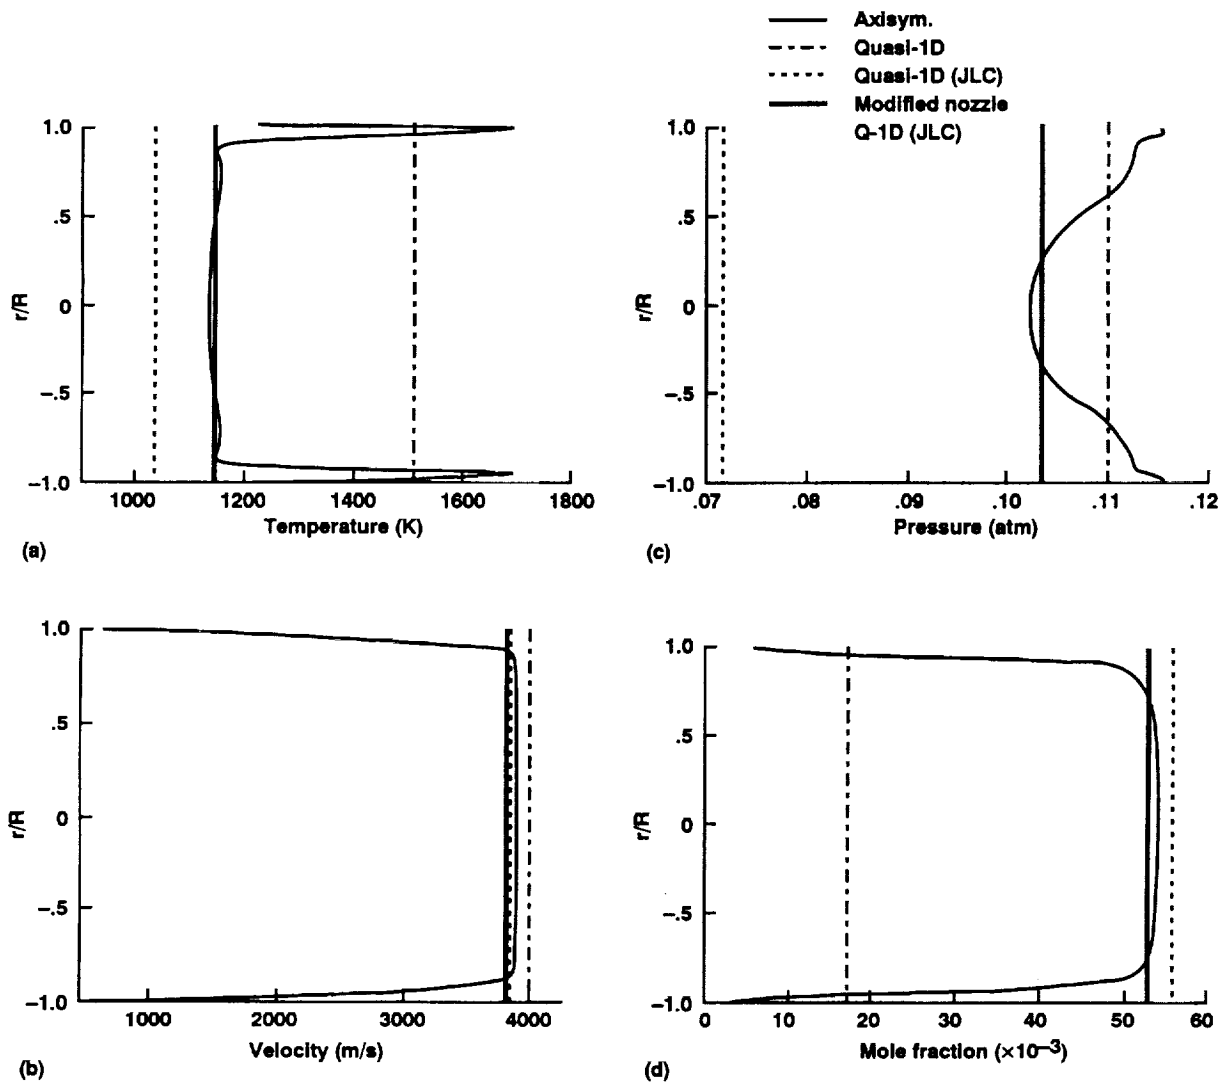 Axisym.
Quasi-1D
Quasi-1D (JLC)
Modified nozzle
Q-1D (JLC)
1.0
.5
0
−.5
−1.0
r/R
1000
1200
1400
1600
1800
Temperature (K)
(a)
1.0
.5
0
−.5
−1.0
r/R
.07
.08
.09
.10
.11
.12
Pressure (atm)
(c)
1.0
.5
0
−.5
−1.0
r/R
1000
2000
3000
4000
Velocity (m/s)
(b)
1.0
.5
0
−.5
−1.0
r/R
0
10
20
30
40
50
60
Mole fraction (×10−3)
(d)